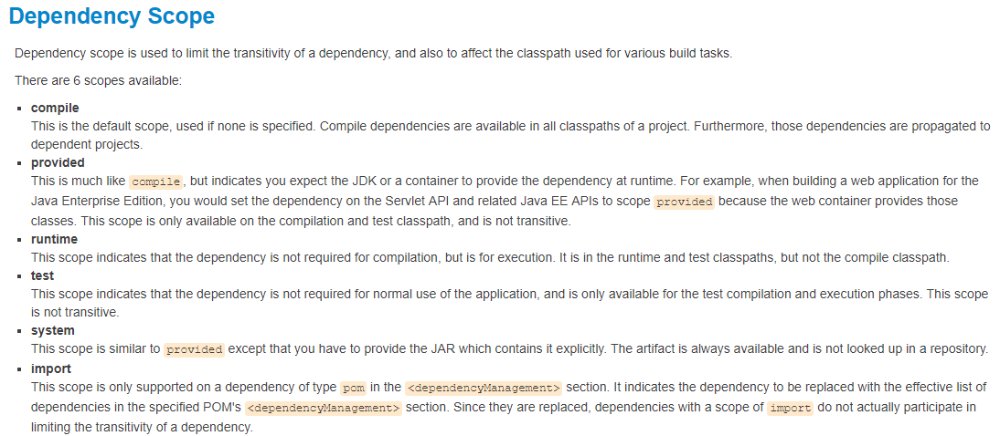 Dependency Scope
Dependency scope is used to limit the transitivity of a dependency, and also to affect the classpath used for various build tasks.
There are 6 scopes available:
compile
This is the default scope, used if none is specified. Compile dependencies are available in all classpaths of a project. Furthermore, those dependencies are propagated to
dependent projects.
provided
This is much like compile, but indicates you expect the JDK or a container to provide the dependency at runtime. For example, when building a web application for the
Java Enterprise Edition, you would set the dependency on the Servlet API and related Java EE APIs to scope provided because the web container provides those
classes. This scope is only available on the compilation and test classpath, and is not transitive.
runtime
This scope indicates that the dependency is not required for compilation, but is for execution. It is in the runtime and test classpaths, but not the compile classpath.
test
This scope indicates that the dependency is not required for normal use of the application, and is only available for the test compilation and execution phases. This scope
is not transitive.
system
This scope is similar to provided except that you have to provide the JAR which contains it explicitly. The artifact is always available and is not looked up in a repository.
import
This scope is only supported on a dependency of type pom in the <dependencyManagement> section. It indicates the dependency to be replaced with the effective list of
dependencies in the specified POM's <dependencyManagement> section. Since they are replaced, dependencies with a scope of import do not actually participate in
limiting the transitivity of a dependency.